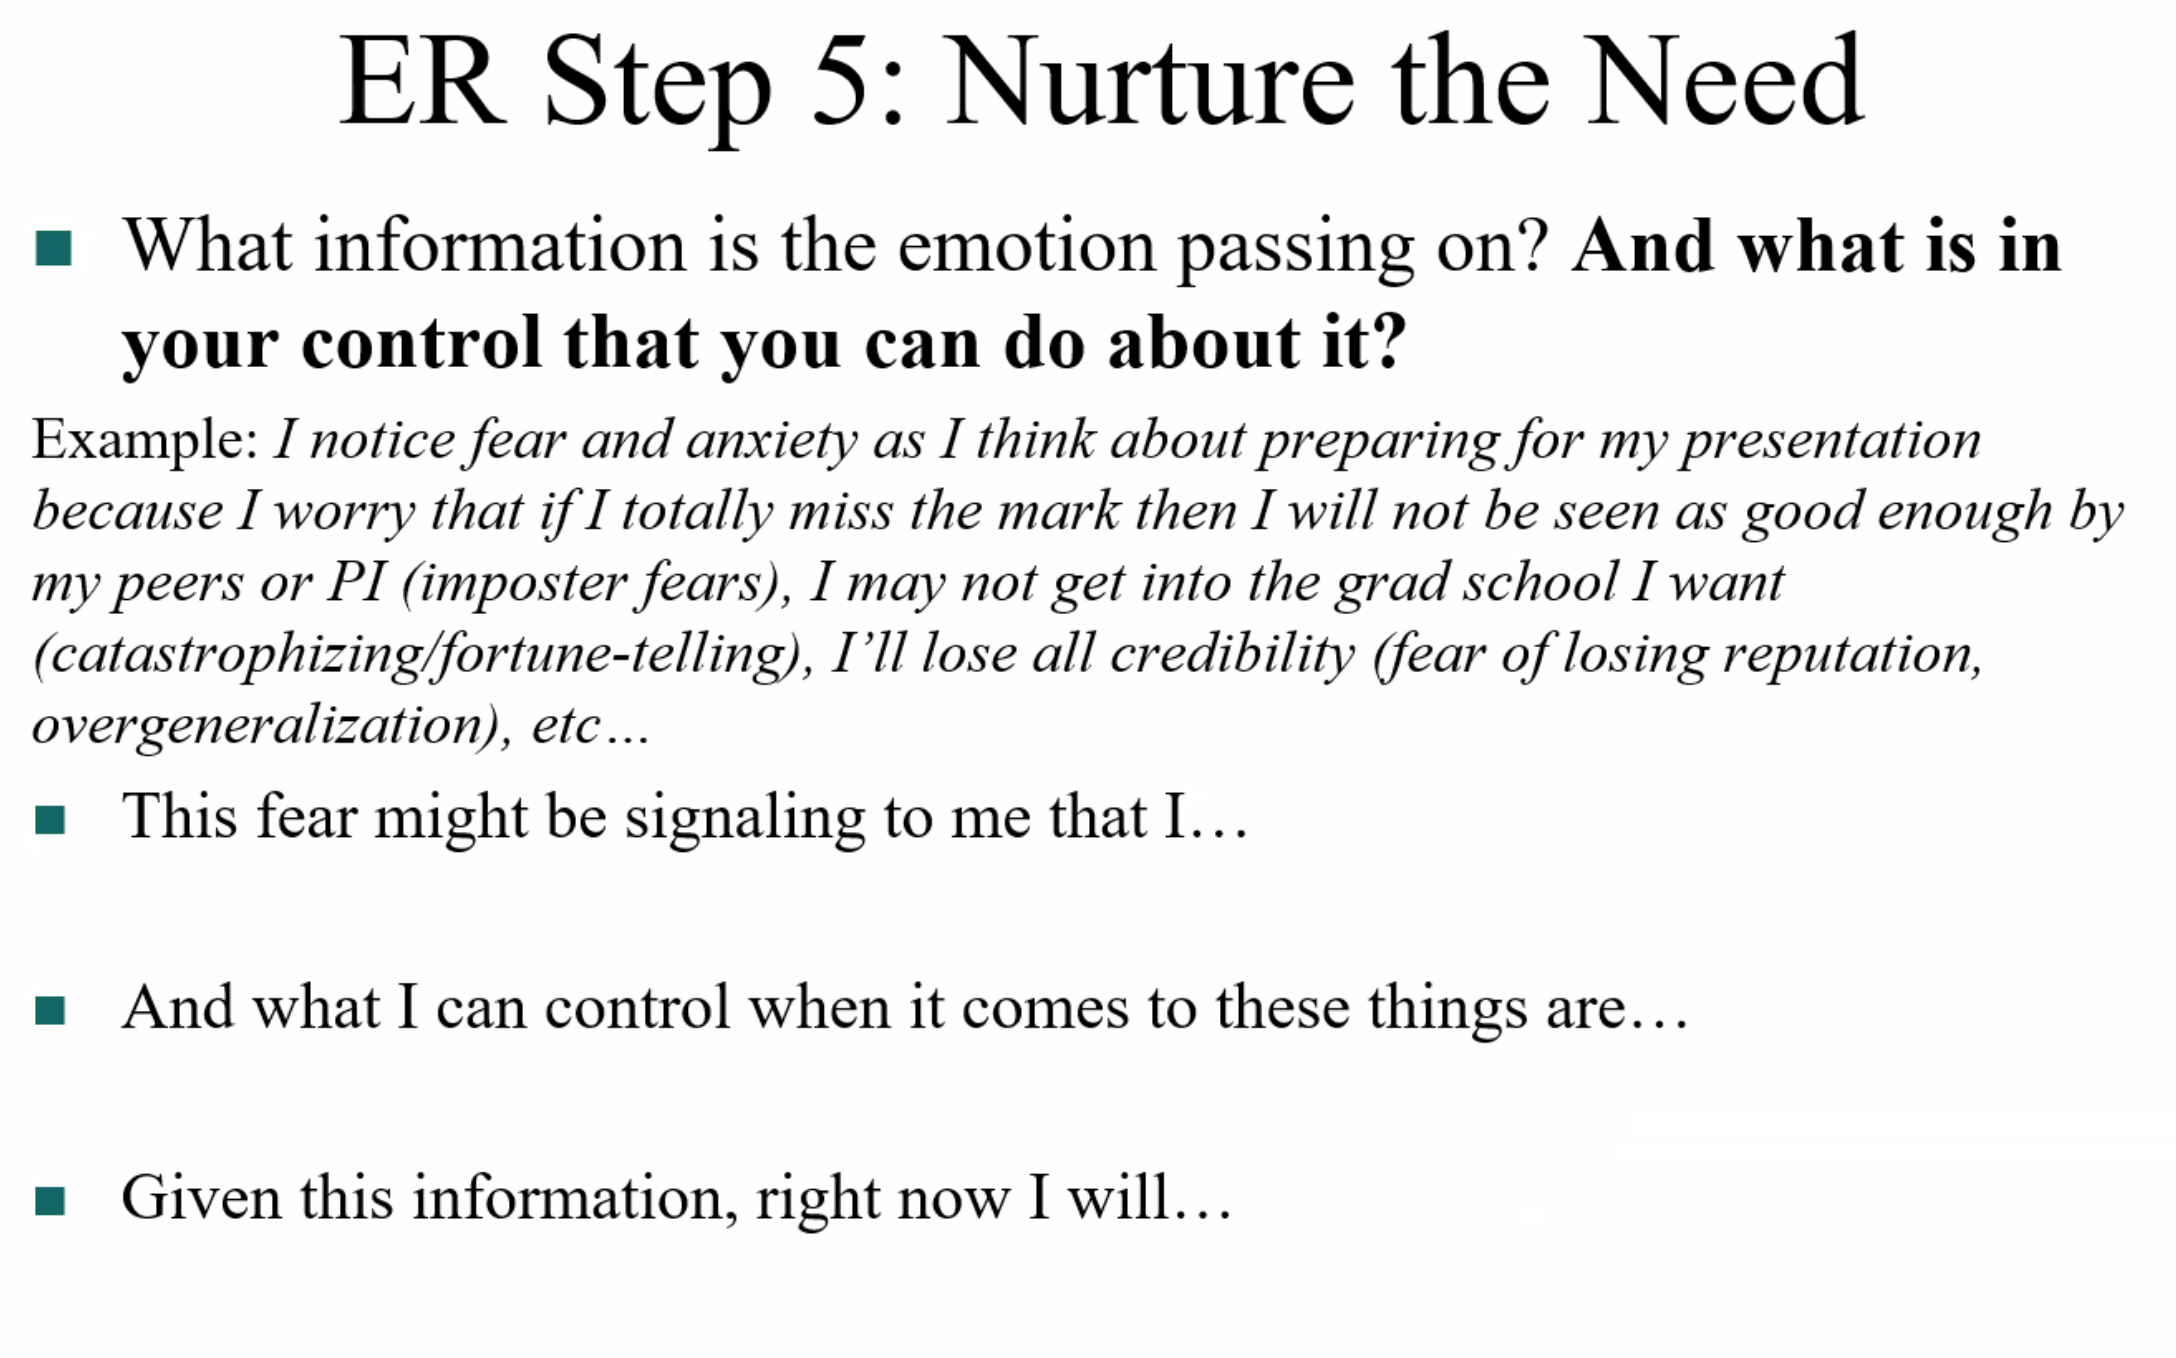 ER Step 5: Nurture the Need
■ What information is the emotion passing on? And what is in
your control that you can do about it?
Example: I notice fear and anxiety as I think about preparing for my presentation
because I worry that if I totally miss the mark then I will not be seen as good enough by
my peers or PI (imposter fears), I may not get into the grad school I want
(catastrophizing/fortune-telling), I’ll lose all credibility (fear of losing reputation,
overgeneralization), etc…
■ This fear might be signaling to me that I…
■ And what I can control when it comes to these things are…
■ Given this information, right now I will…